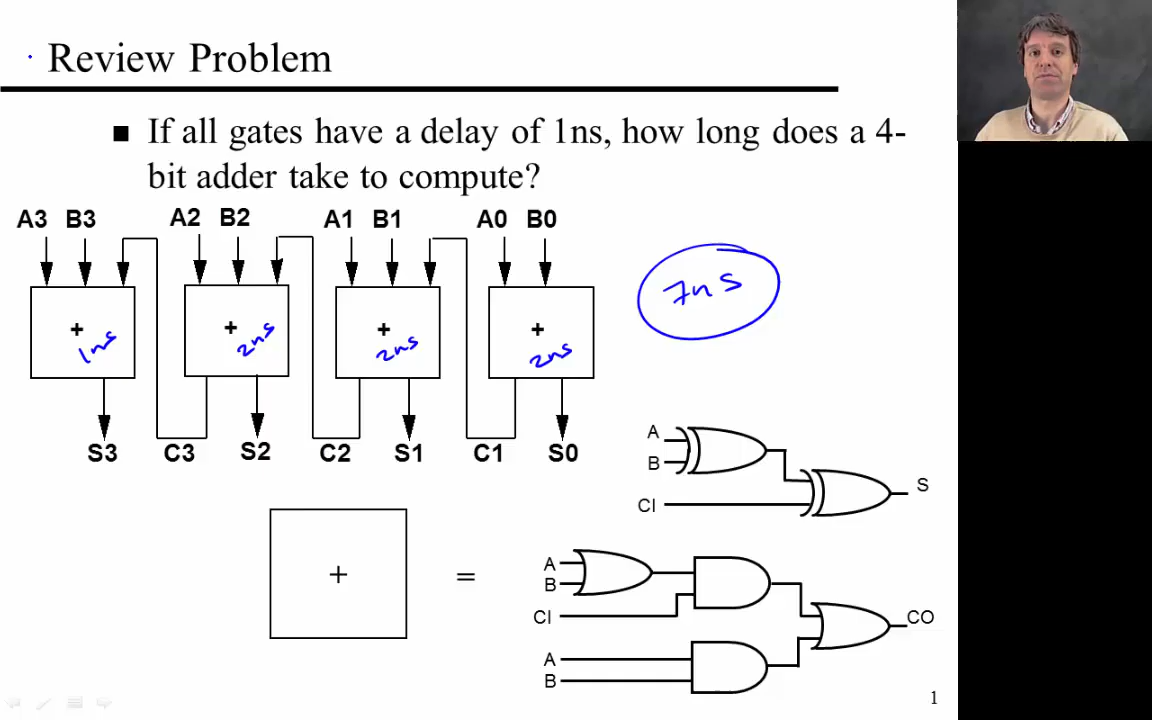 Review Problem
■ If all gates have a delay of 1ns, how long does a 4-
bit adder take to compute?
A3 B3 A2 B2 A1 B1 A0 B0
7ns
+ + + +
1ns 2ns 2ns 2ns
S3 C3 S2 C2 S1 C1 S0
A
B
CI
S
+ =
A
B
CI
CO
A
B
1